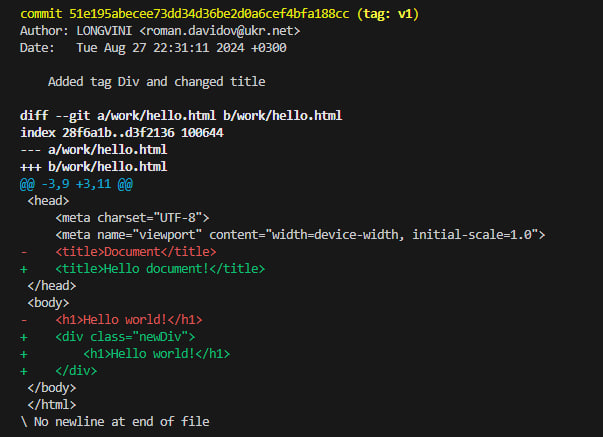 commit 51e195abecee73dd34d36be2d0a6cef4bfa188cc (tag: v1)
Author: LONGVINI <roman.davidov@ukr.net>
Date:   Tue Aug 27 22:31:11 2024 +0300

    Added tag Div and changed title

diff --git a/work/hello.html b/work/hello.html
index 28f6a1b..d3f2136 100644
--- a/work/hello.html
+++ b/work/hello.html
@@ -3,9 +3,11 @@
 <head>
     <meta charset="UTF-8">
     <meta name="viewport" content="width=device-width, initial-scale=1.0">
-    <title>Document</title>
+    <title>Hello document!</title>
 </head>
 <body>
-    <h1>Hello world!</h1>
+    <div class="newDiv">
+        <h1>Hello world!</h1>
+    </div>
 </body>
 </html>
\ No newline at end of file